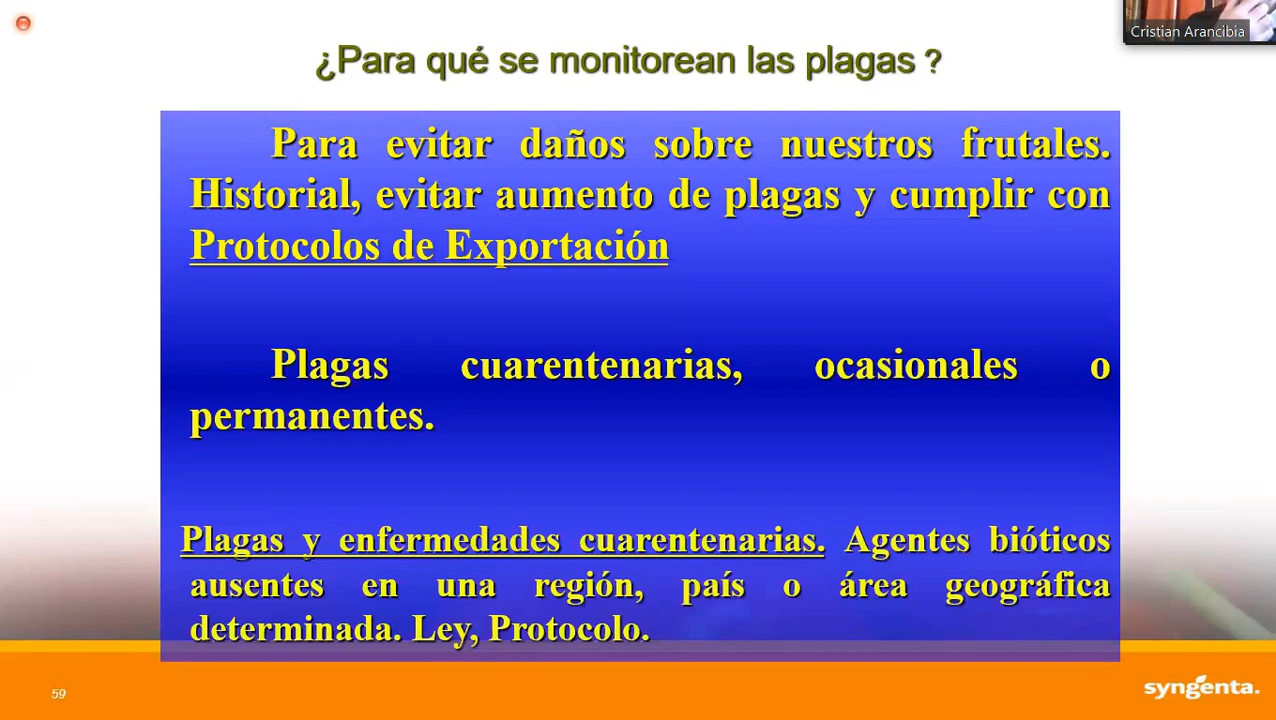 Cristian Arancibia
¿Para qué se monitorean las plagas ?
Para evitar daños sobre nuestros frutales.
Historial, evitar aumento de plagas y cumplir con
Protocolos de Exportación
Plagas cuarentenarias, ocasionales o
permanentes.
Plagas y enfermedades cuarentenarias. Agentes bióticos
ausentes en una región, país o área geográfica
determinada. Ley, Protocolo.
59
syngenta.